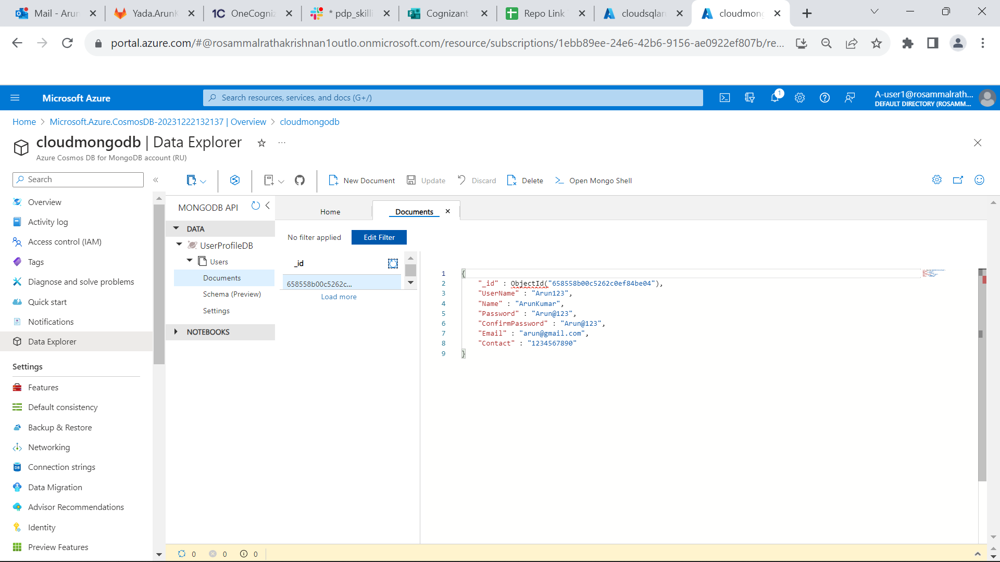 Mail - Arun
Yada.ArunK
OneCogniz
* pdp_skilli
Cognizant
Repo Link
cloudsqlan
cloudmong
portal.azure.com/#@rosammalrathakrishnan1outlo.onmicrosoft.com/resource/subscriptions/1ebb89ee-24e6-42b6-9156-ae0922ef807b/re...
Microsoft Azure
Search resources, services, and docs (G+/)
1
A-user1@rosammalrath...
DEFAULT DIRECTORY (ROSAMM...
Home > Microsoft.Azure.CosmosDB-20231222132137 | Overview > cloudmongodb
cloudmongodb | Data Explorer
Azure Cosmos DB for MongoDB account (RU)
Search
Overview
Activity log
Access control (IAM)
Tags
Diagnose and solve problems
Quick start
Notifications
Data Explorer
Settings
Features
Default consistency
Backup & Restore
Networking
Connection strings
Data Migration
Advisor Recommendations
Identity
Preview Features
New Document
Update
Discard
Delete
Open Mongo Shell
MONGODB API
DATA
UserProfileDB
Users
Documents
Schema (Preview)
Settings
NOTEBOOKS
Home
Documents
No filter applied
Edit Filter
_id
658558b00c5262c...
Load more
1 {
2 "_id" : ObjectId("658558b00c5262c0ef84be04"),
3 "UserName" : "Arun123",
4 "Name" : "ArunKumar",
5 "Password" : "Arun@123",
6 "ConfirmPassword" : "Arun@123",
7 "Email" : "arun@gmail.com",
8 "Contact" : "1234567890"
9 }
0 0 0